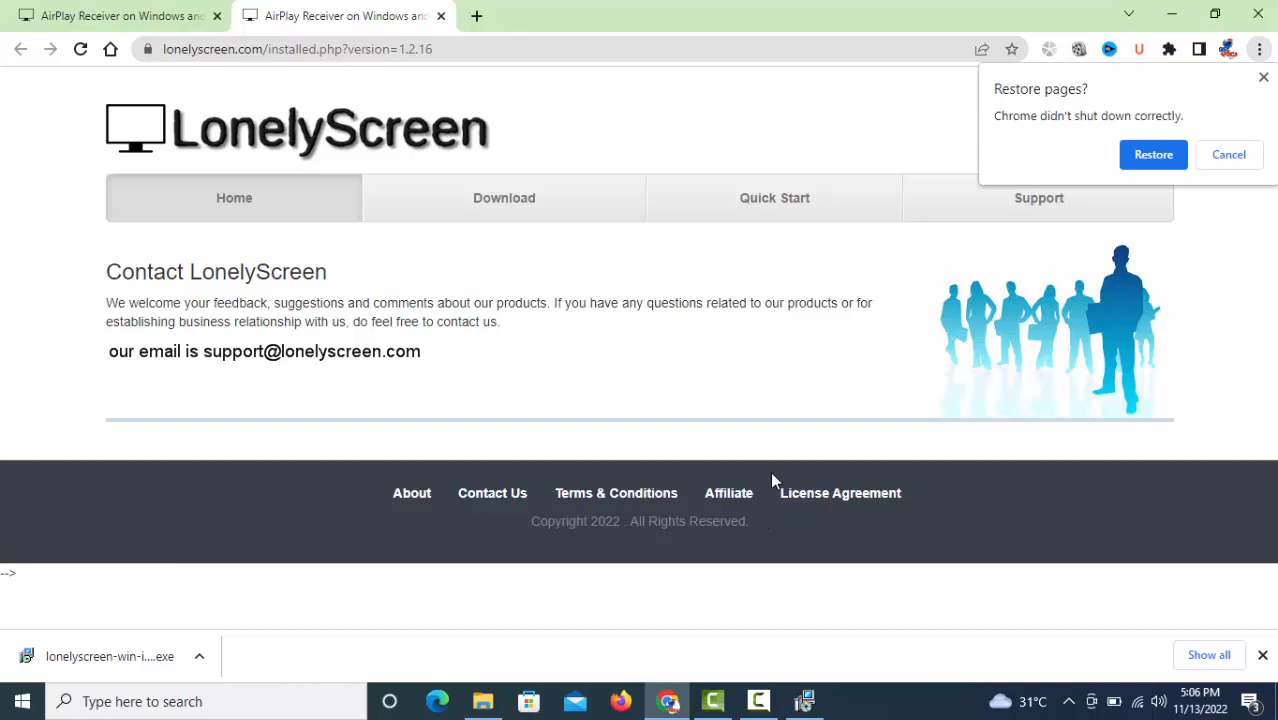 AirPlay Receiver on Windows and
AirPlay Receiver on Windows and
lonelyscreen.com/installed.php?version=1.2.16
U
Restore pages?
Chrome didn't shut down correctly.
Restore
Cancel
LonelyScreen
Home
Download
Quick Start
Support
Contact LonelyScreen
We welcome your feedback, suggestions and comments about our products. If you have any questions related to our products or for
establishing business relationship with us, do feel free to contact us.
our email is support@lonelyscreen.com
About
Contact Us
Terms & Conditions
Affiliate
License Agreement
Copyright 2022 . All Rights Reserved.
-->
lonelyscreen-win-i....exe
Show all
Type here to search
31°C
5:06 PM
11/13/2022
3